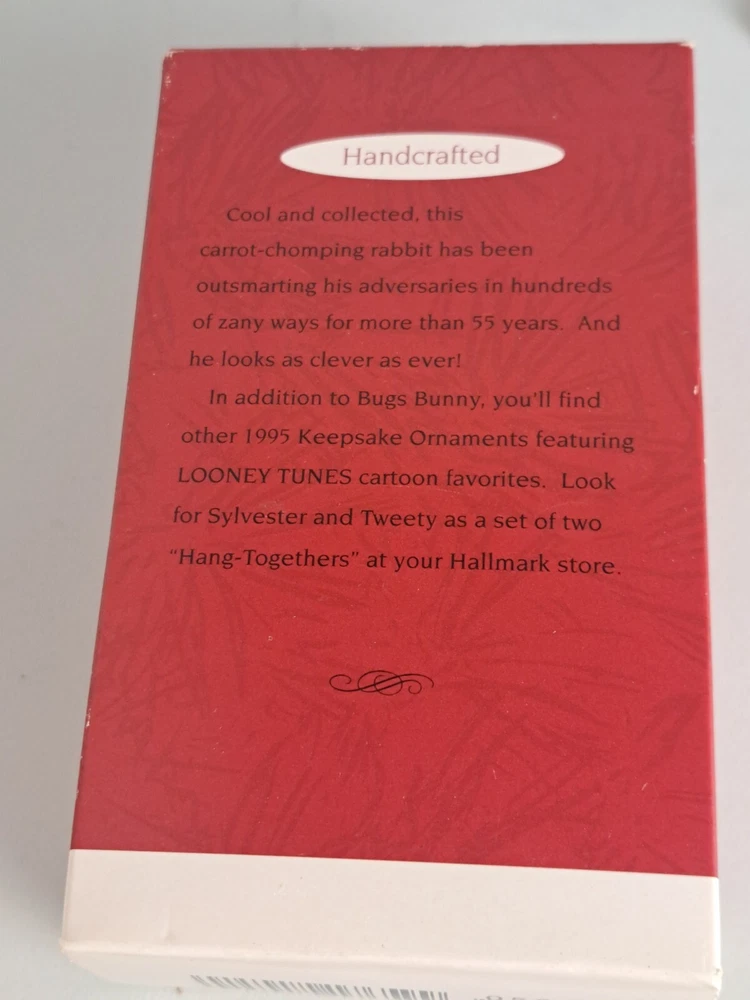 Handcrafted
Cool and collected, this
carrot-chomping rabbit has been
outsmarting his adversaries in hundreds
of zany ways for more than 55 years. And
he looks as clever as ever!
In addition to Bugs Bunny, you'll find
other 1995 Keepsake Ornaments featuring
LOONEY TUNES cartoon favorites. Look
for Sylvester and Tweety as a set of two
“Hang-Togethers” at your Hallmark store.